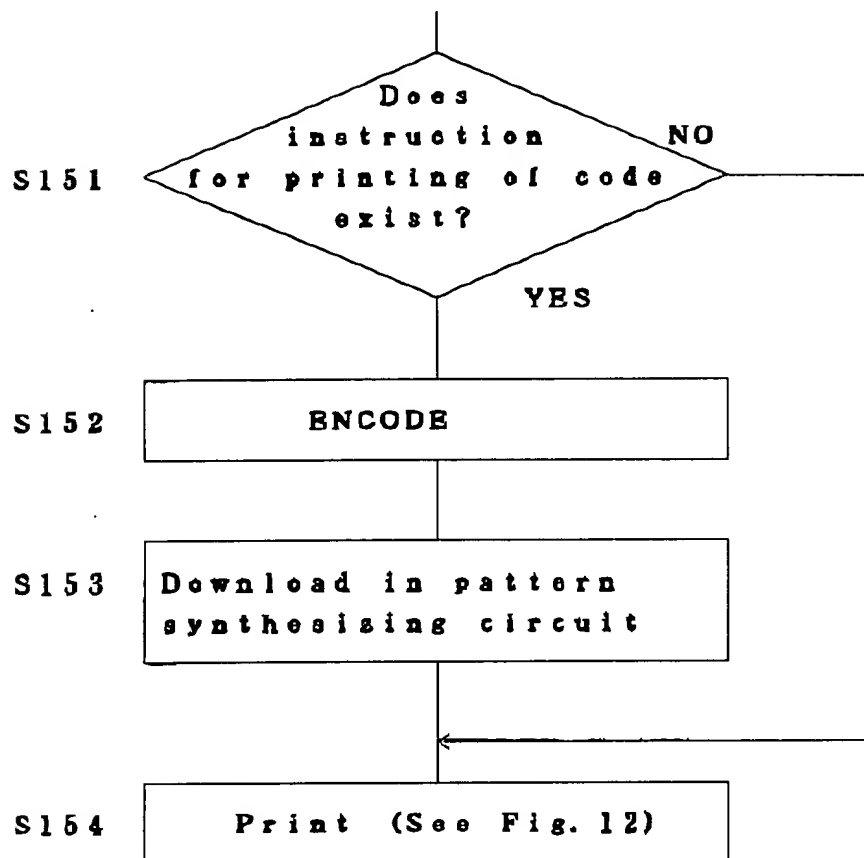 Does
instruction
NO
S151 for printing of code
exist?
YES
S152 ENCODE
S153 Download in pattern
synthesizing circuit
S154 Print (See Fig. 12)